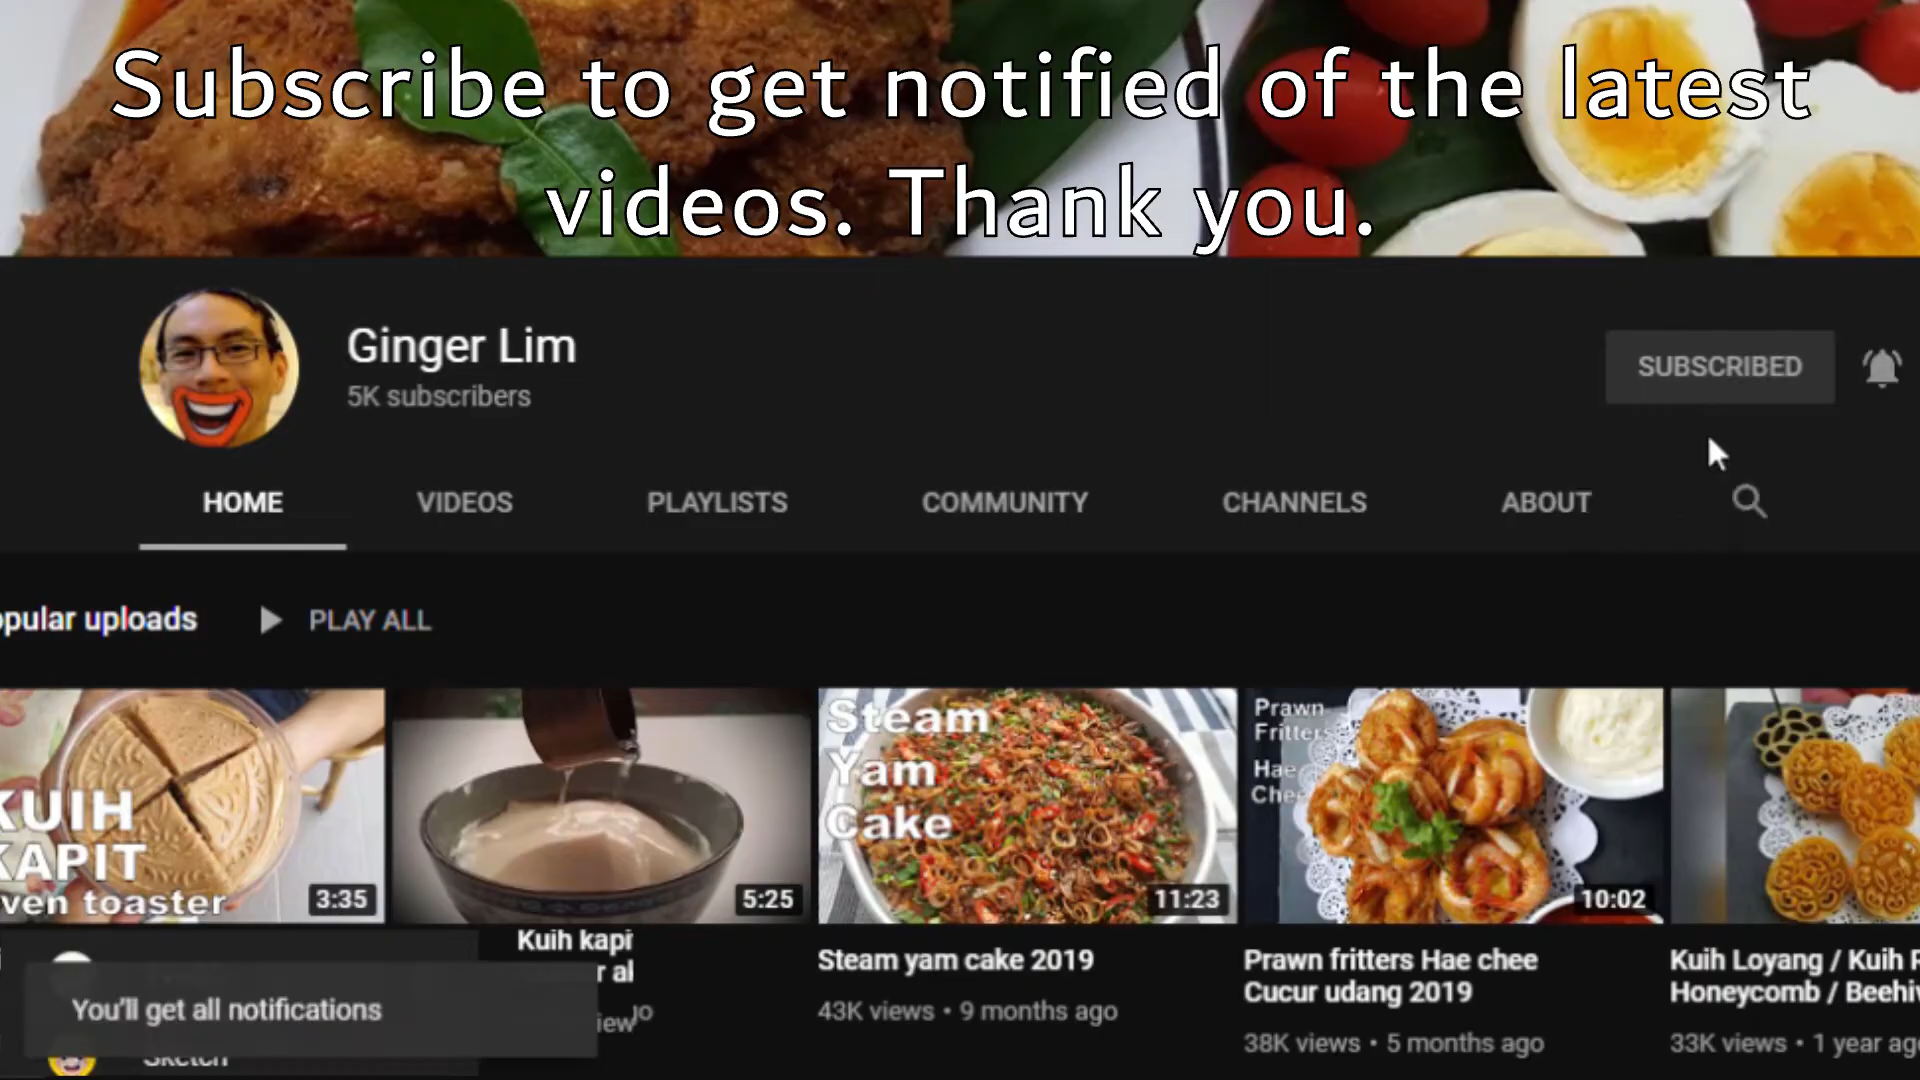 Subscribe to get notified of the latest
videos. Thank you.
Ginger Lim
5K subscribers
SUBSCRIBED
HOME VIDEOS PLAYLISTS COMMUNITY CHANNELS ABOUT
opular uploads PLAY ALL
KUIH
KAPIT
ven toaster
3:35
5:25
Steam
Yam
Cake
11:23
Prawn
Fritters
Hae
Chee
10:02
Kuih kapi
r al
iew
Steam yam cake 2019
43K views • 9 months ago
Prawn fritters Hae chee
Cucur udang 2019
38K views • 5 months ago
Kuih Loyang / Kuih R
Honeycomb / Beehiv
33K views • 1 year ago
You'll get all notifications
Sketch